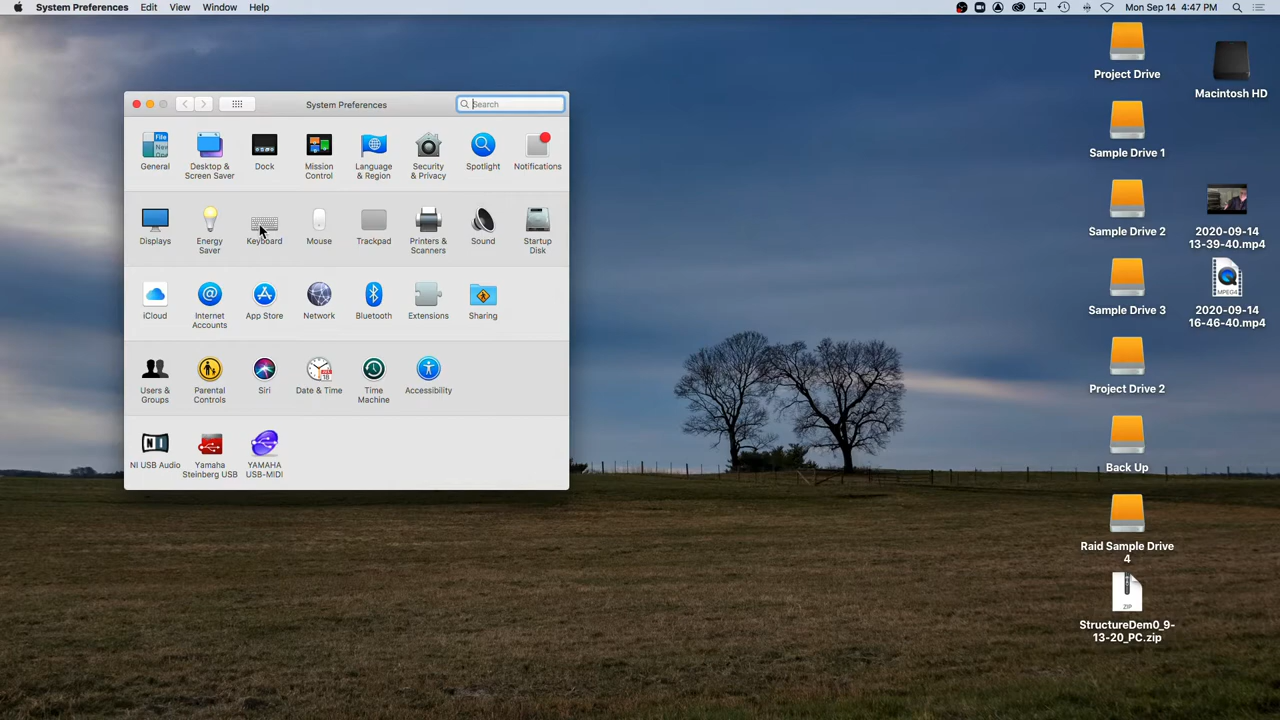 System Preferences Edit View Window Help Mon Sep 14 4:47 PM
System Preferences
Search
General
Desktop &
Screen Saver
Dock
Mission
Control
Language
& Region
Security
& Privacy
Spotlight
Notifications
Displays
Energy
Saver
Keyboard
Mouse
Trackpad
Printers &
Scanners
Sound
Startup
Disk
iCloud
Internet
Accounts
App Store
Network
Bluetooth
Extensions
Sharing
Users &
Groups
Parental
Controls
Siri
Date & Time
Time
Machine
Accessibility
NI USB Audio
Yamaha
Steinberg USB
YAMAHA
USB-MIDI
Project Drive
Macintosh HD
Sample Drive 1
Sample Drive 2
2020-09-14
13-39-40.mp4
Sample Drive 3
MPEG4
2020-09-14
16-46-40.mp4
Project Drive 2
Back Up
Raid Sample Drive
4
ZIP
StructureDem0_9-
13-20_PC.zip